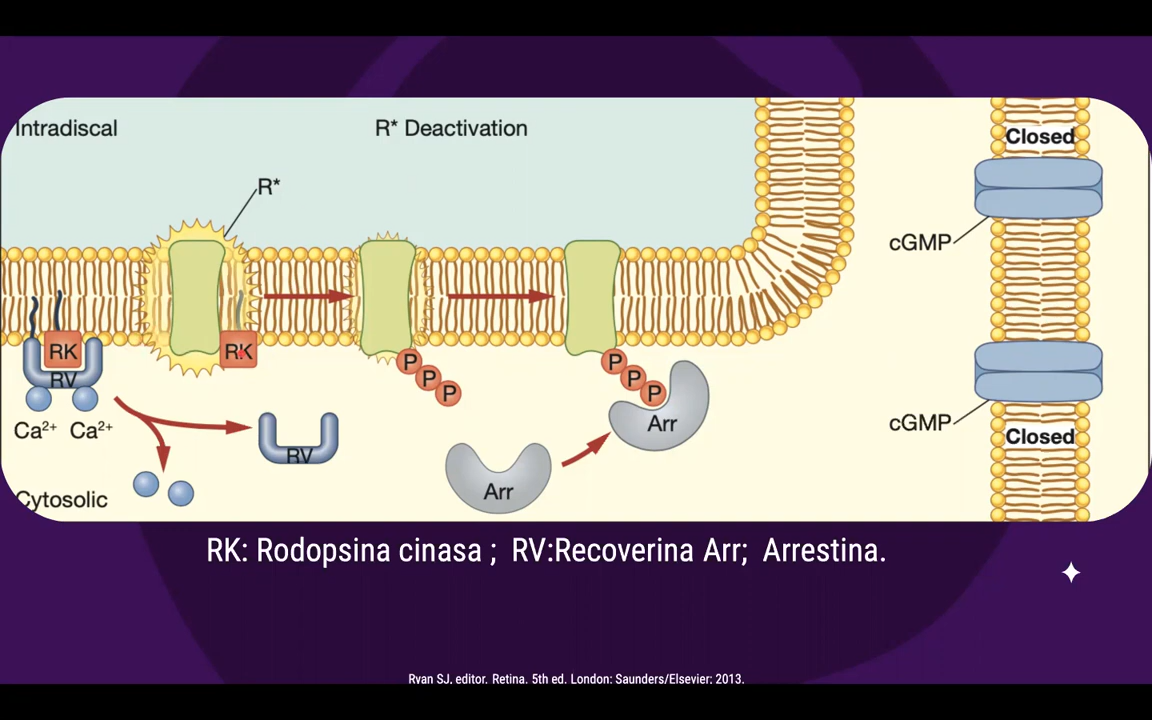 Intradiscal
R* Deactivation
Closed
R*
cGMP
RK
RK
RV
P
P
P
P
P
P
Ca²⁺ Ca²⁺
RV
Arr
Arr
cGMP
Closed
Cytosolic
RK: Rodopsina cinasa ; RV:Recoverina Arr; Arrestina.
Ryan SJ, editor. Retina. 5th ed. London: Saunders/Elsevier; 2013.